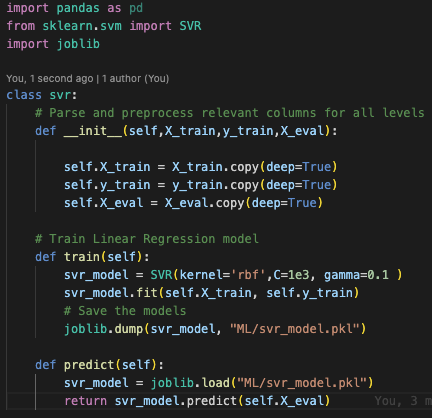 import pandas as pd
from sklearn.svm import SVR
import joblib
You, 1 second ago | 1 author (You)
class svr:
    # Parse and preprocess relevant columns for all levels
    def __init__(self,X_train,y_train,X_eval):
        self.X_train = X_train.copy(deep=True)
        self.y_train = y_train.copy(deep=True)
        self.X_eval = X_eval.copy(deep=True)
    # Train Linear Regression model
    def train(self):
        svr_model = SVR(kernel='rbf',C=1e3, gamma=0.1 )
        svr_model.fit(self.X_train, self.y_train)
        # Save the models
        joblib.dump(svr_model, "ML/svr_model.pkl")
    def predict(self):
        svr_model = joblib.load("ML/svr_model.pkl")
        return svr_model.predict(self.X_eval) You, 3 m